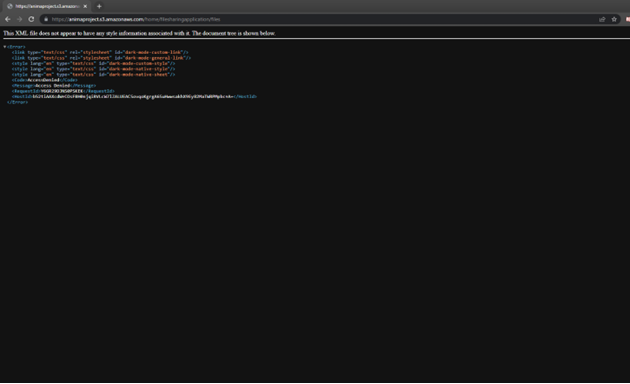 https://animaproject.s3.amazonaws
https://animaproject.s3.amazonaws.com/home/filesharingapplication/files
This XML file does not appear to have any style information associated with it. The document tree is shown below.
▼<Error>
<link type="text/css" rel="stylesheet" id="dark-mode-custom-link"/>
<link type="text/css" rel="stylesheet" id="dark-mode-general-link"/>
<style lang="en" type="text/css" id="dark-mode-custom-style"/>
<style lang="en" type="text/css" id="dark-mode-native-style"/>
<style lang="en" type="text/css" id="dark-mode-native-sheet"/>
<Code>AccessDenied</Code>
<Message>Access Denied</Message>
<RequestId></RequestId>
<HostId></HostId>
</Error>